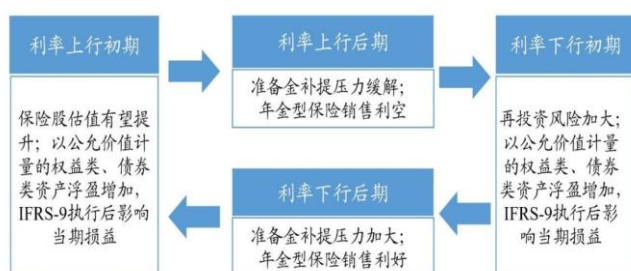 利率上行初期
保险股估值有望提
升；以公允价值计
量的权益类、债券
类资产浮盈增加，
IFRS-9执行后影响
当期损益
利率上行后期
准备金补提压力缓解；
年金型保险销售利空
利率下行初期
再投资风险加大；
以公允价值计量
的权益类、债券
类资产浮盈增加，
IFRS-9执行后影
响当期损益
利率下行后期
准备金补提压力加大；
年金型保险销售利好